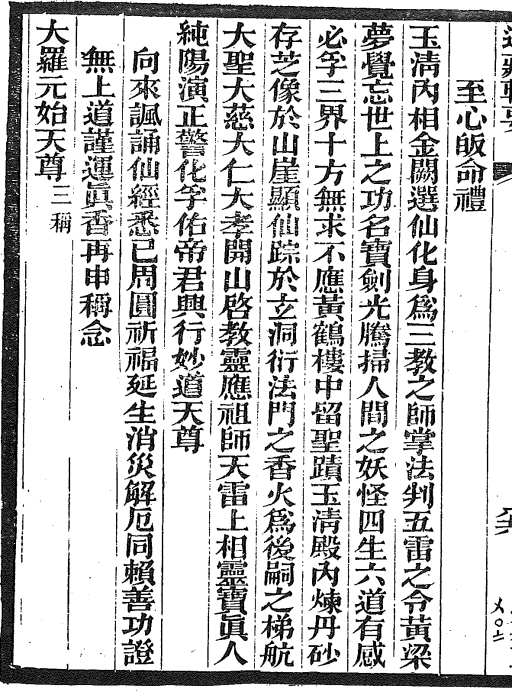 至心皈命禮
玉淸內相金闕選仙化身爲三教之師掌法判五雷之令黃粱
夢覺忘世上之功名寶劍光騰掃人間之妖怪四生六道有感
必孚三界十方無求不應黃鶴樓中留聖蹟玉淸殿內煉丹砂
存芝像於山崖顯仙踪於玄洞衍法門之香火爲後嗣之梯航
大聖大慈大仁大孝開山啓教靈應祖師天雷上相靈寶眞人
純陽演正警化孚佑帝君興行妙道天尊
向來諷誦仙經悉已周圓祈福延生消災解厄同賴善功證
無上道謹運眞香再申稱念
大羅元始天尊三稱